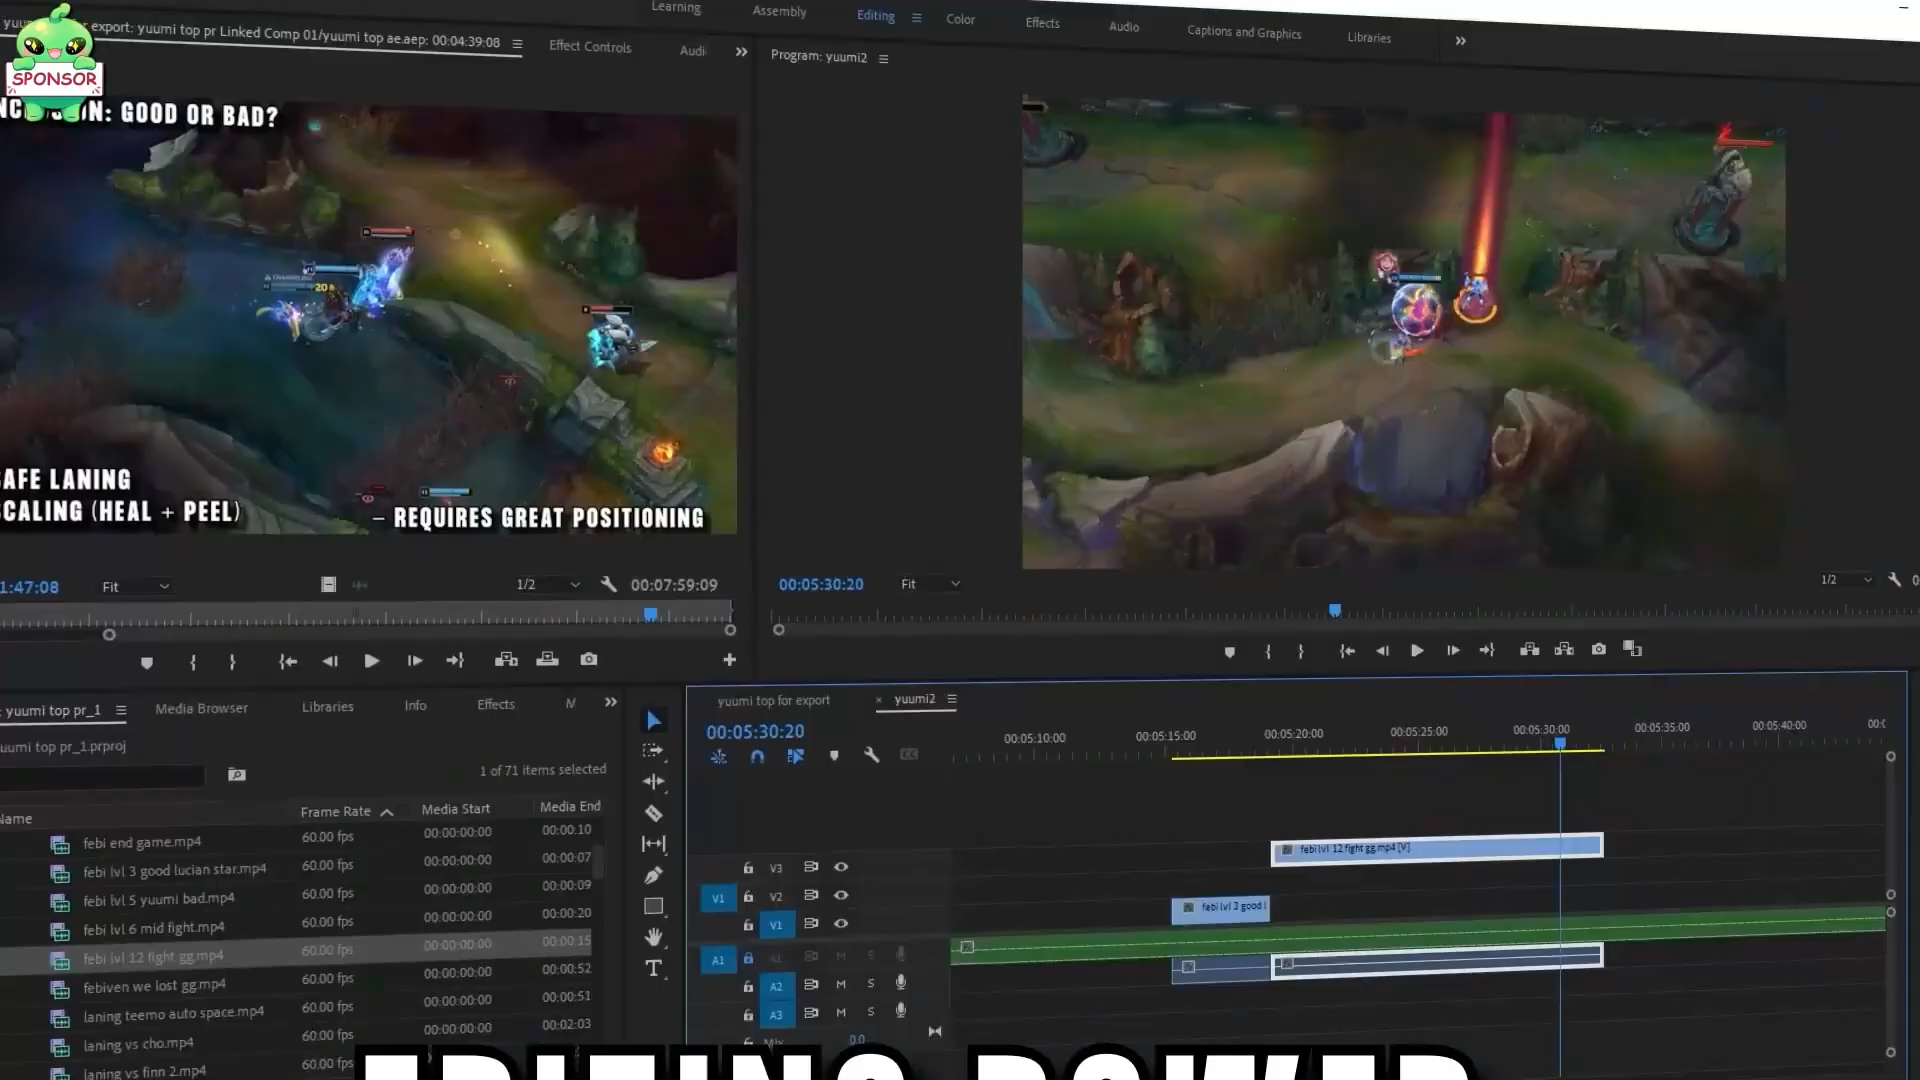 Learning
Assembly
Editing
Color
Effects
Audio
Captions and Graphics
Libraries
export: yuumi top pr Linked Comp 01/yuumi top ae.aep: 00:04:39:08
Effect Controls
Audi
Program: yuumi2
SPONSOR
N: GOOD OR BAD?
20
AFE LANING
CALING (HEAL + PEEL)
– REQUIRES GREAT POSITIONING
1:47:08
Fit
1/2
00:07:59:09
00:05:30:20
Fit
1/2
: yuumi top pr_1
Media Browser
Libraries
Info
Effects
M
uumi top pr_1.prproj
1 of 71 items selected
Name
Frame Rate
Media Start
Media End
febi end game.mp4
60.00 fps
00:00:00:00
00:00:10
febi lvl 3 good lucian star.mp4
60.00 fps
00:00:00:00
00:00:07
febi lvl 5 yuumi bad.mp4
60.00 fps
00:00:00:00
00:00:09
febi lvl 6 mid fight.mp4
60.00 fps
00:00:00:00
00:00:20
febi lvl 12 fight gg.mp4
60.00 fps
00:00:00:00
00:00:15
febiven we lost gg.mp4
60.00 fps
00:00:00:00
00:00:52
laning teemo auto space.mp4
60.00 fps
00:00:00:00
00:00:51
laning vs cho.mp4
60.00 fps
00:00:00:00
00:02:03
laning vs finn 2.mp4
60.00 fps
yuumi top for export
× yuumi2
00:05:30:20
00:05:10:00
00:05:15:00
00:05:20:00
00:05:25:00
00:05:30:00
00:05:35:00
00:05:40:00
febi lvl 12 fight gg.mp4 [V]
V3
V1
V2
febi lvl 3 good l
V1
A1
A1
M
S
A2
M
S
A3
M
S
Mix
0.0
EDITING POWER